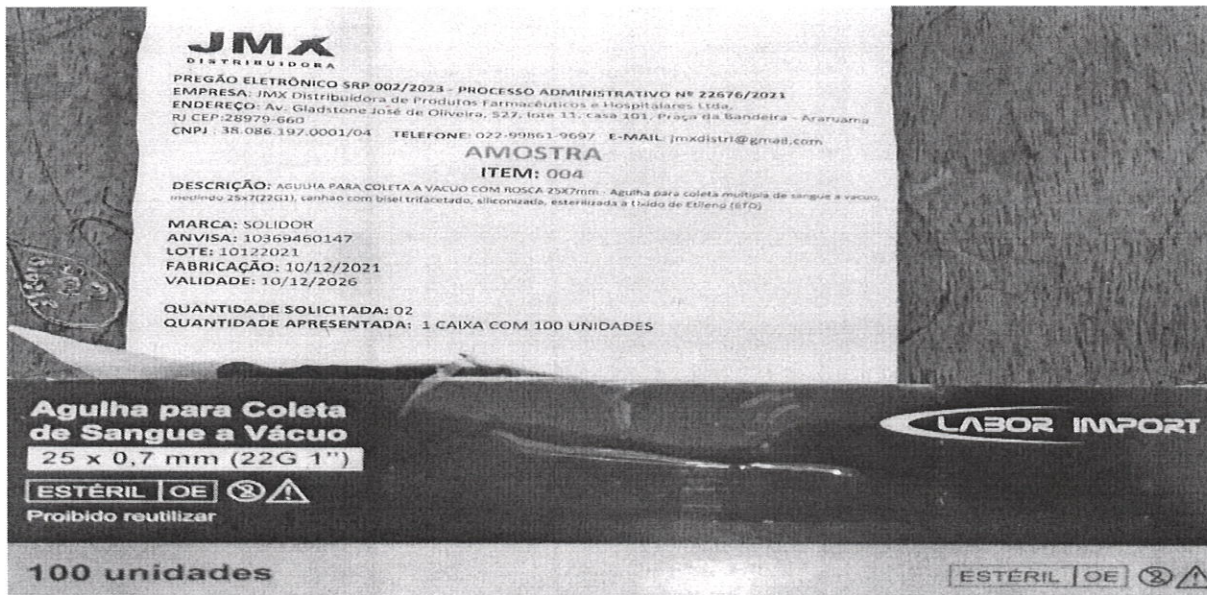 JMX
DISTRIBUIDORA
PREGÃO ELETRÔNICO SRP 002/2023 - PROCESSO ADMINISTRATIVO Nº 22676/2021
EMPRESA: JMX Distribuidora de Produtos Farmacêuticos e Hospitalares Ltda.
ENDEREÇO: Av. Gladstone José de Oliveira, 527, lote 11, casa 101, Praça da Bandeira - Araruama
RJ CEP:28979-660
CNPJ : 38.086.197.0001/04 TELEFONE: 022-99861-9697 E-MAIL: jmxdistri@gmail.com
AMOSTRA
ITEM: 004
DESCRIÇÃO: AGULHA PARA COLETA A VACUO COM ROSCA 25X7mm - Agulha para coleta multipla de sangue a vacuo,
medindo 25x7(22G1), canhão com bisel trifacetado, siliconizada, esterilizada a Oxido de Etileno (ETO)
MARCA: SOLIDOR
ANVISA: 10369460147
LOTE: 10122021
FABRICAÇÃO: 10/12/2021
VALIDADE: 10/12/2026
QUANTIDADE SOLICITADA: 02
QUANTIDADE APRESENTADA: 1 CAIXA COM 100 UNIDADES
Agulha para Coleta
de Sangue a Vácuo
25 x 0,7 mm (22G 1")
ESTÉRIL OE
Proibido reutilizar
LABOR IMPORT
100 unidades
ESTÉRIL OE